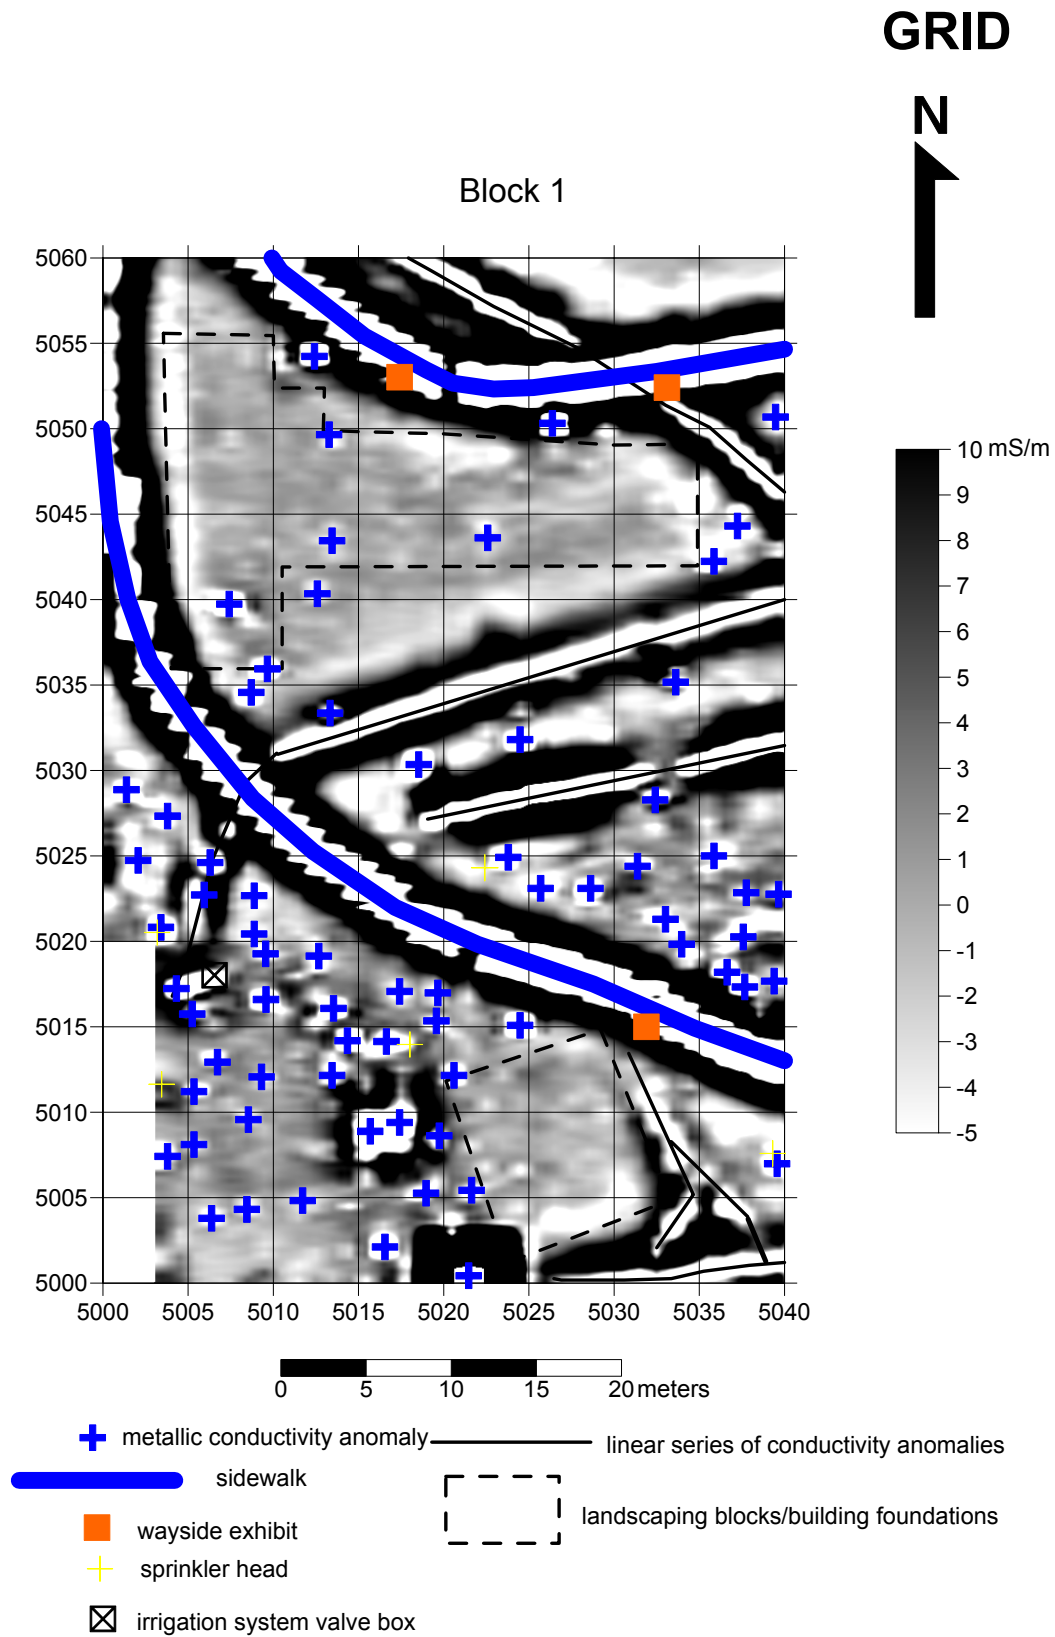 GRID
N
Block 1
5060
5055
5050
5045
5040
5035
5030
5025
5020
5015
5010
5005
5000
5000 5005 5010 5015 5020 5025 5030 5035 5040
10 mS/m
9
8
7
6
5
4
3
2
1
0
-1
-2
-3
-4
-5
0 5 10 15 20 meters
metallic conductivity anomaly
linear series of conductivity anomalies
sidewalk
landscaping blocks/building foundations
wayside exhibit
sprinkler head
irrigation system valve box